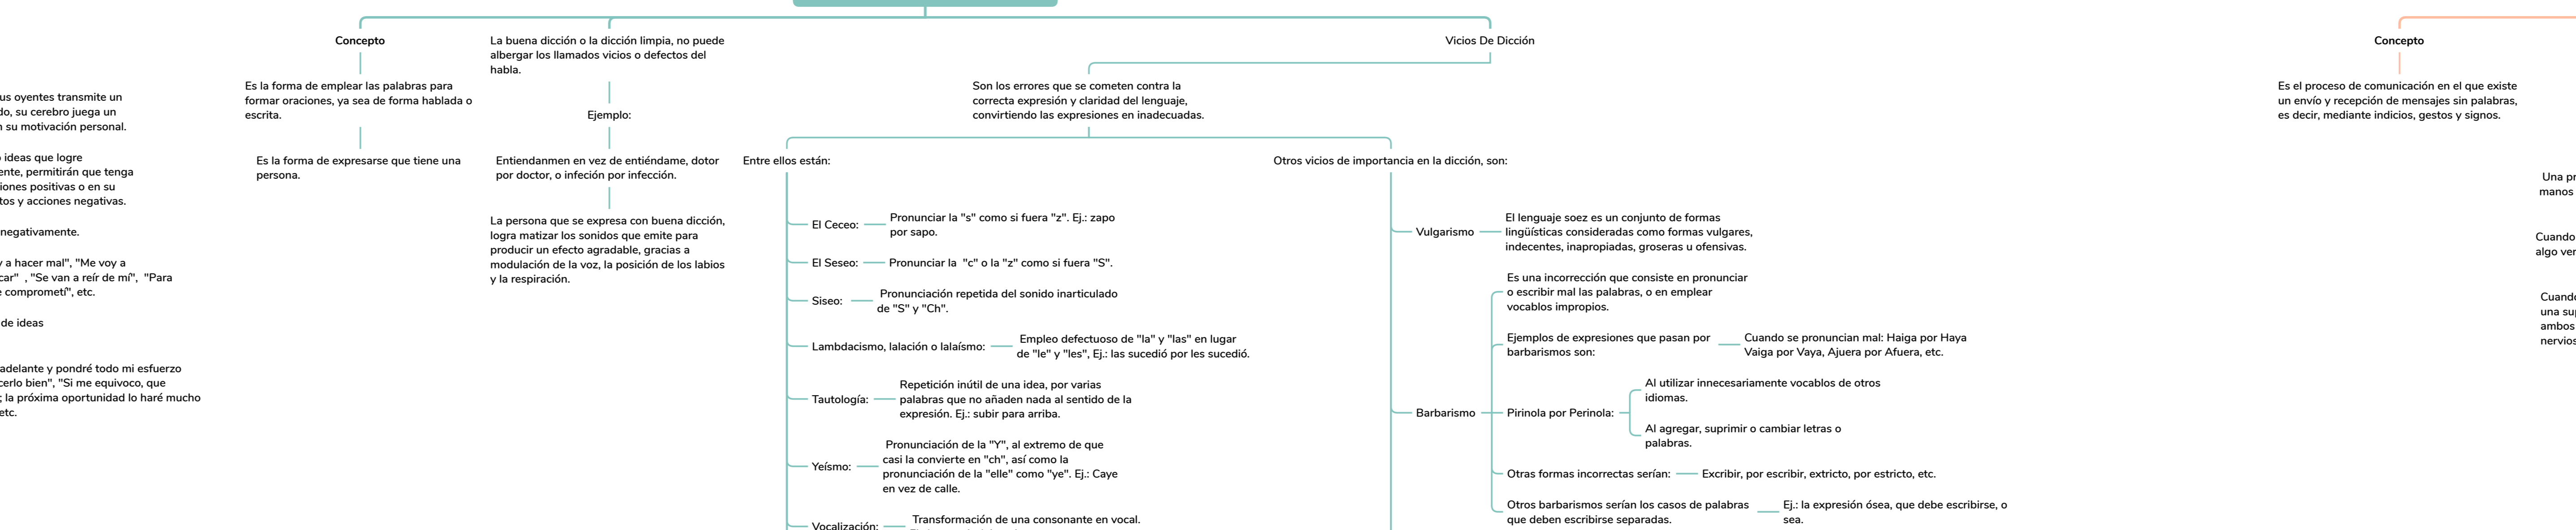 us oyentes transmite un
do, su cerebro juega un
su motivación personal.
ideas que logre
ente, permitirán que tenga
iones positivas o en su
tos y acciones negativas.
negativamente.
y a hacer mal", "Me voy a
car" , "Se van a reír de mí", "Para
comprometí", etc.
de ideas
adelante y pondré todo mi esfuerzo
cerlo bien", "Si me equivoco, que
; la próxima oportunidad lo haré mucho
etc.
Concepto
Es la forma de emplear las palabras para
formar oraciones, ya sea de forma hablada o
escrita.
Es la forma de expresarse que tiene una
persona.
La buena dicción o la dicción limpia, no puede
albergar los llamados vicios o defectos del
habla.
Ejemplo:
Entiendanmen en vez de entiéndame, dotor
por doctor, o infeción por infección.
La persona que se expresa con buena dicción,
logra matizar los sonidos que emite para
producir un efecto agradable, gracias a
modulación de la voz, la posición de los labios
y la respiración.
Vicios De Dicción
Son los errores que se cometen contra la
correcta expresión y claridad del lenguaje,
convirtiendo las expresiones en inadecuadas.
Entre ellos están:
El Ceceo:
Pronunciar la "s" como si fuera "z". Ej.: zapo
por sapo.
El Seseo:
Pronunciar la "c" o la "z" como si fuera "S".
Siseo:
Pronunciación repetida del sonido inarticulado
de "S" y "Ch".
Lambdacismo, lalación o lalaísmo:
Empleo defectuoso de "la" y "las" en lugar
de "le" y "les", Ej.: las sucedió por les sucedió.
Tautología:
Repetición inútil de una idea, por varias
palabras que no añaden nada al sentido de la
expresión. Ej.: subir para arriba.
Yeísmo:
Pronunciación de la "Y", al extremo de que
casi la convierte en "ch", así como la
pronunciación de la "elle" como "ye". Ej.: Caye
en vez de calle.
Vocalización:
Transformación de una consonante en vocal.
Otros vicios de importancia en la dicción, son:
Vulgarismo
El lenguaje soez es un conjunto de formas
lingüísticas consideradas como formas vulgares,
indecentes, inapropiadas, groseras u ofensivas.
Barbarismo
Es una incorrección que consiste en pronunciar
o escribir mal las palabras, o en emplear
vocablos impropios.
Ejemplos de expresiones que pasan por
barbarismos son:
Cuando se pronuncian mal: Haiga por Haya
Vaiga por Vaya, Ajuera por Afuera, etc.
Pirinola por Perinola:
Al utilizar innecesariamente vocablos de otros
idiomas.
Al agregar, suprimir o cambiar letras o
palabras.
Otras formas incorrectas serían:
Excribir, por escribir, extricto, por estricto, etc.
Otros barbarismos serían los casos de palabras
que deben escribirse separadas.
Ej.: la expresión ósea, que debe escribirse, o
sea.
Concepto
Es el proceso de comunicación en el que existe
un envío y recepción de mensajes sin palabras,
es decir, mediante indicios, gestos y signos.
Una pr
manos
Cuando
algo ver
Cuando
una sup
ambos
nervios